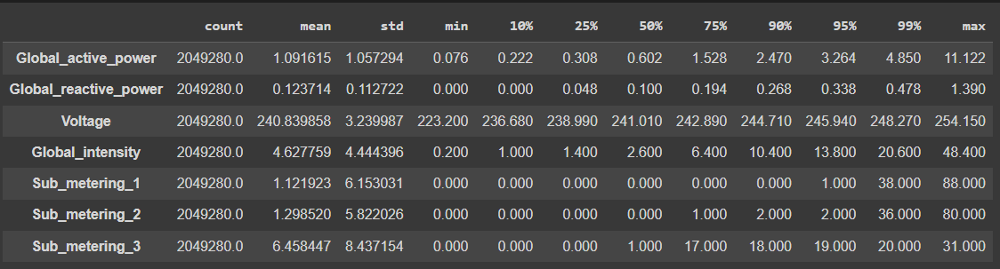 count mean std min 10% 25% 50% 75% 90% 95% 99% max
Global_active_power 2049280.0 1.091615 1.057294 0.076 0.222 0.308 0.602 1.528 2.470 3.264 4.850 11.122
Global_reactive_power 2049280.0 0.123714 0.112722 0.000 0.000 0.048 0.100 0.194 0.268 0.338 0.478 1.390
Voltage 2049280.0 240.839858 3.239987 223.200 236.680 238.990 241.010 242.890 244.710 245.940 248.270 254.150
Global_intensity 2049280.0 4.627759 4.444396 0.200 1.000 1.400 2.600 6.400 10.400 13.800 20.600 48.400
Sub_metering_1 2049280.0 1.121923 6.153031 0.000 0.000 0.000 0.000 0.000 0.000 1.000 38.000 88.000
Sub_metering_2 2049280.0 1.298520 5.822026 0.000 0.000 0.000 0.000 1.000 2.000 2.000 36.000 80.000
Sub_metering_3 2049280.0 6.458447 8.437154 0.000 0.000 0.000 1.000 17.000 18.000 19.000 20.000 31.000